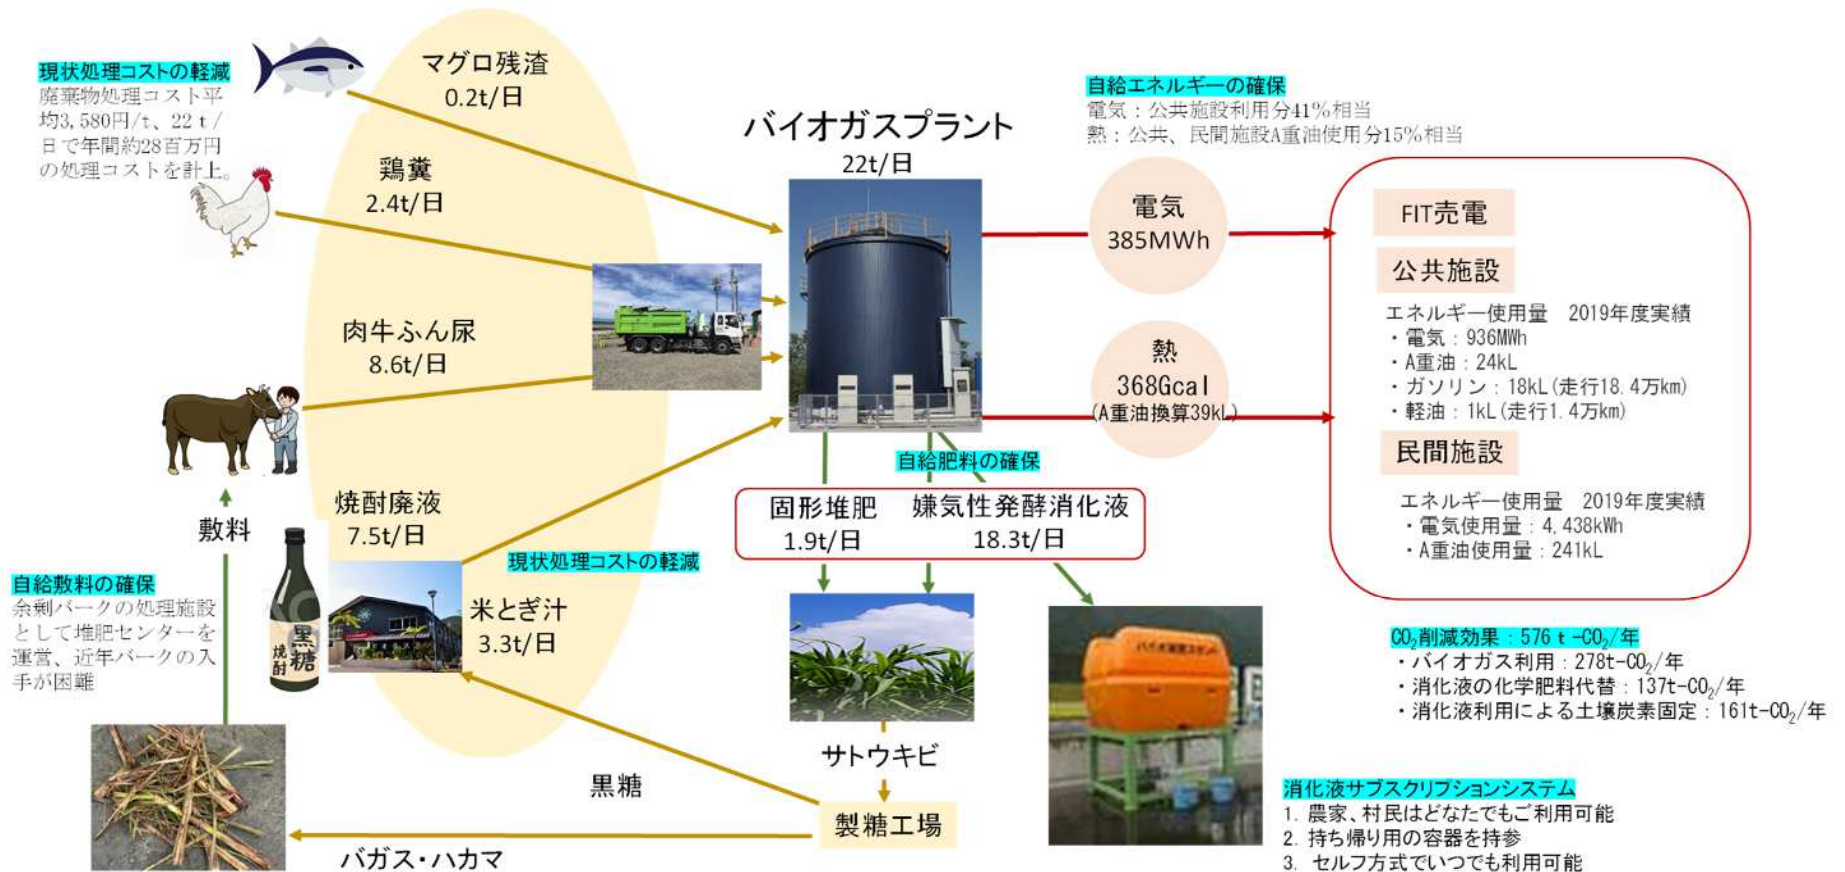 現状処理コストの軽減
廃棄物処理コスト平
均3,580円/t、22ｔ/
日で年間約28百万円
の処理コストを計上。
マグロ残渣
0.2t/日
鶏糞
2.4t/日
肉牛ふん尿
8.6t/日
焼酎廃液
7.5t/日
米とぎ汁
3.3t/日
現状処理コストの軽減
敷料
自給敷料の確保
余剰バークの処理施設
として堆肥センターを
運営、近年バークの入
手が困難
黒糖
焼酎
バイオガスプラント
22t/日
自給エネルギーの確保
電気：公共施設利用分41%相当
熱：公共、民間施設A重油使用分15%相当
電気
385MWh
熱
368Gcal
(A重油換算39kL)
FIT売電
公共施設
エネルギー使用量　2019年度実績
・電気：936MWh
・A重油：24kL
・ガソリン：18kL(走行18.4万km)
・軽油：1kL(走行1.4万km)
民間施設
エネルギー使用量　2019年度実績
・電気使用量：4,438kWh
・A重油使用量：241kL
自給肥料の確保
固形堆肥
1.9t/日
嫌気性発酵消化液
18.3t/日
サトウキビ
製糖工場
黒糖
バガス・ハカマ
CO₂削減効果：576ｔ-CO₂/年
・バイオガス利用：278t-CO₂/年
・消化液の化学肥料代替：137t-CO₂/年
・消化液利用による土壌炭素固定：161t-CO₂/年
消化液サブスクリプションシステム
1. 農家、村民はどなたでもご利用可能
2. 持ち帰り用の容器を持参
3. セルフ方式でいつでも利用可能